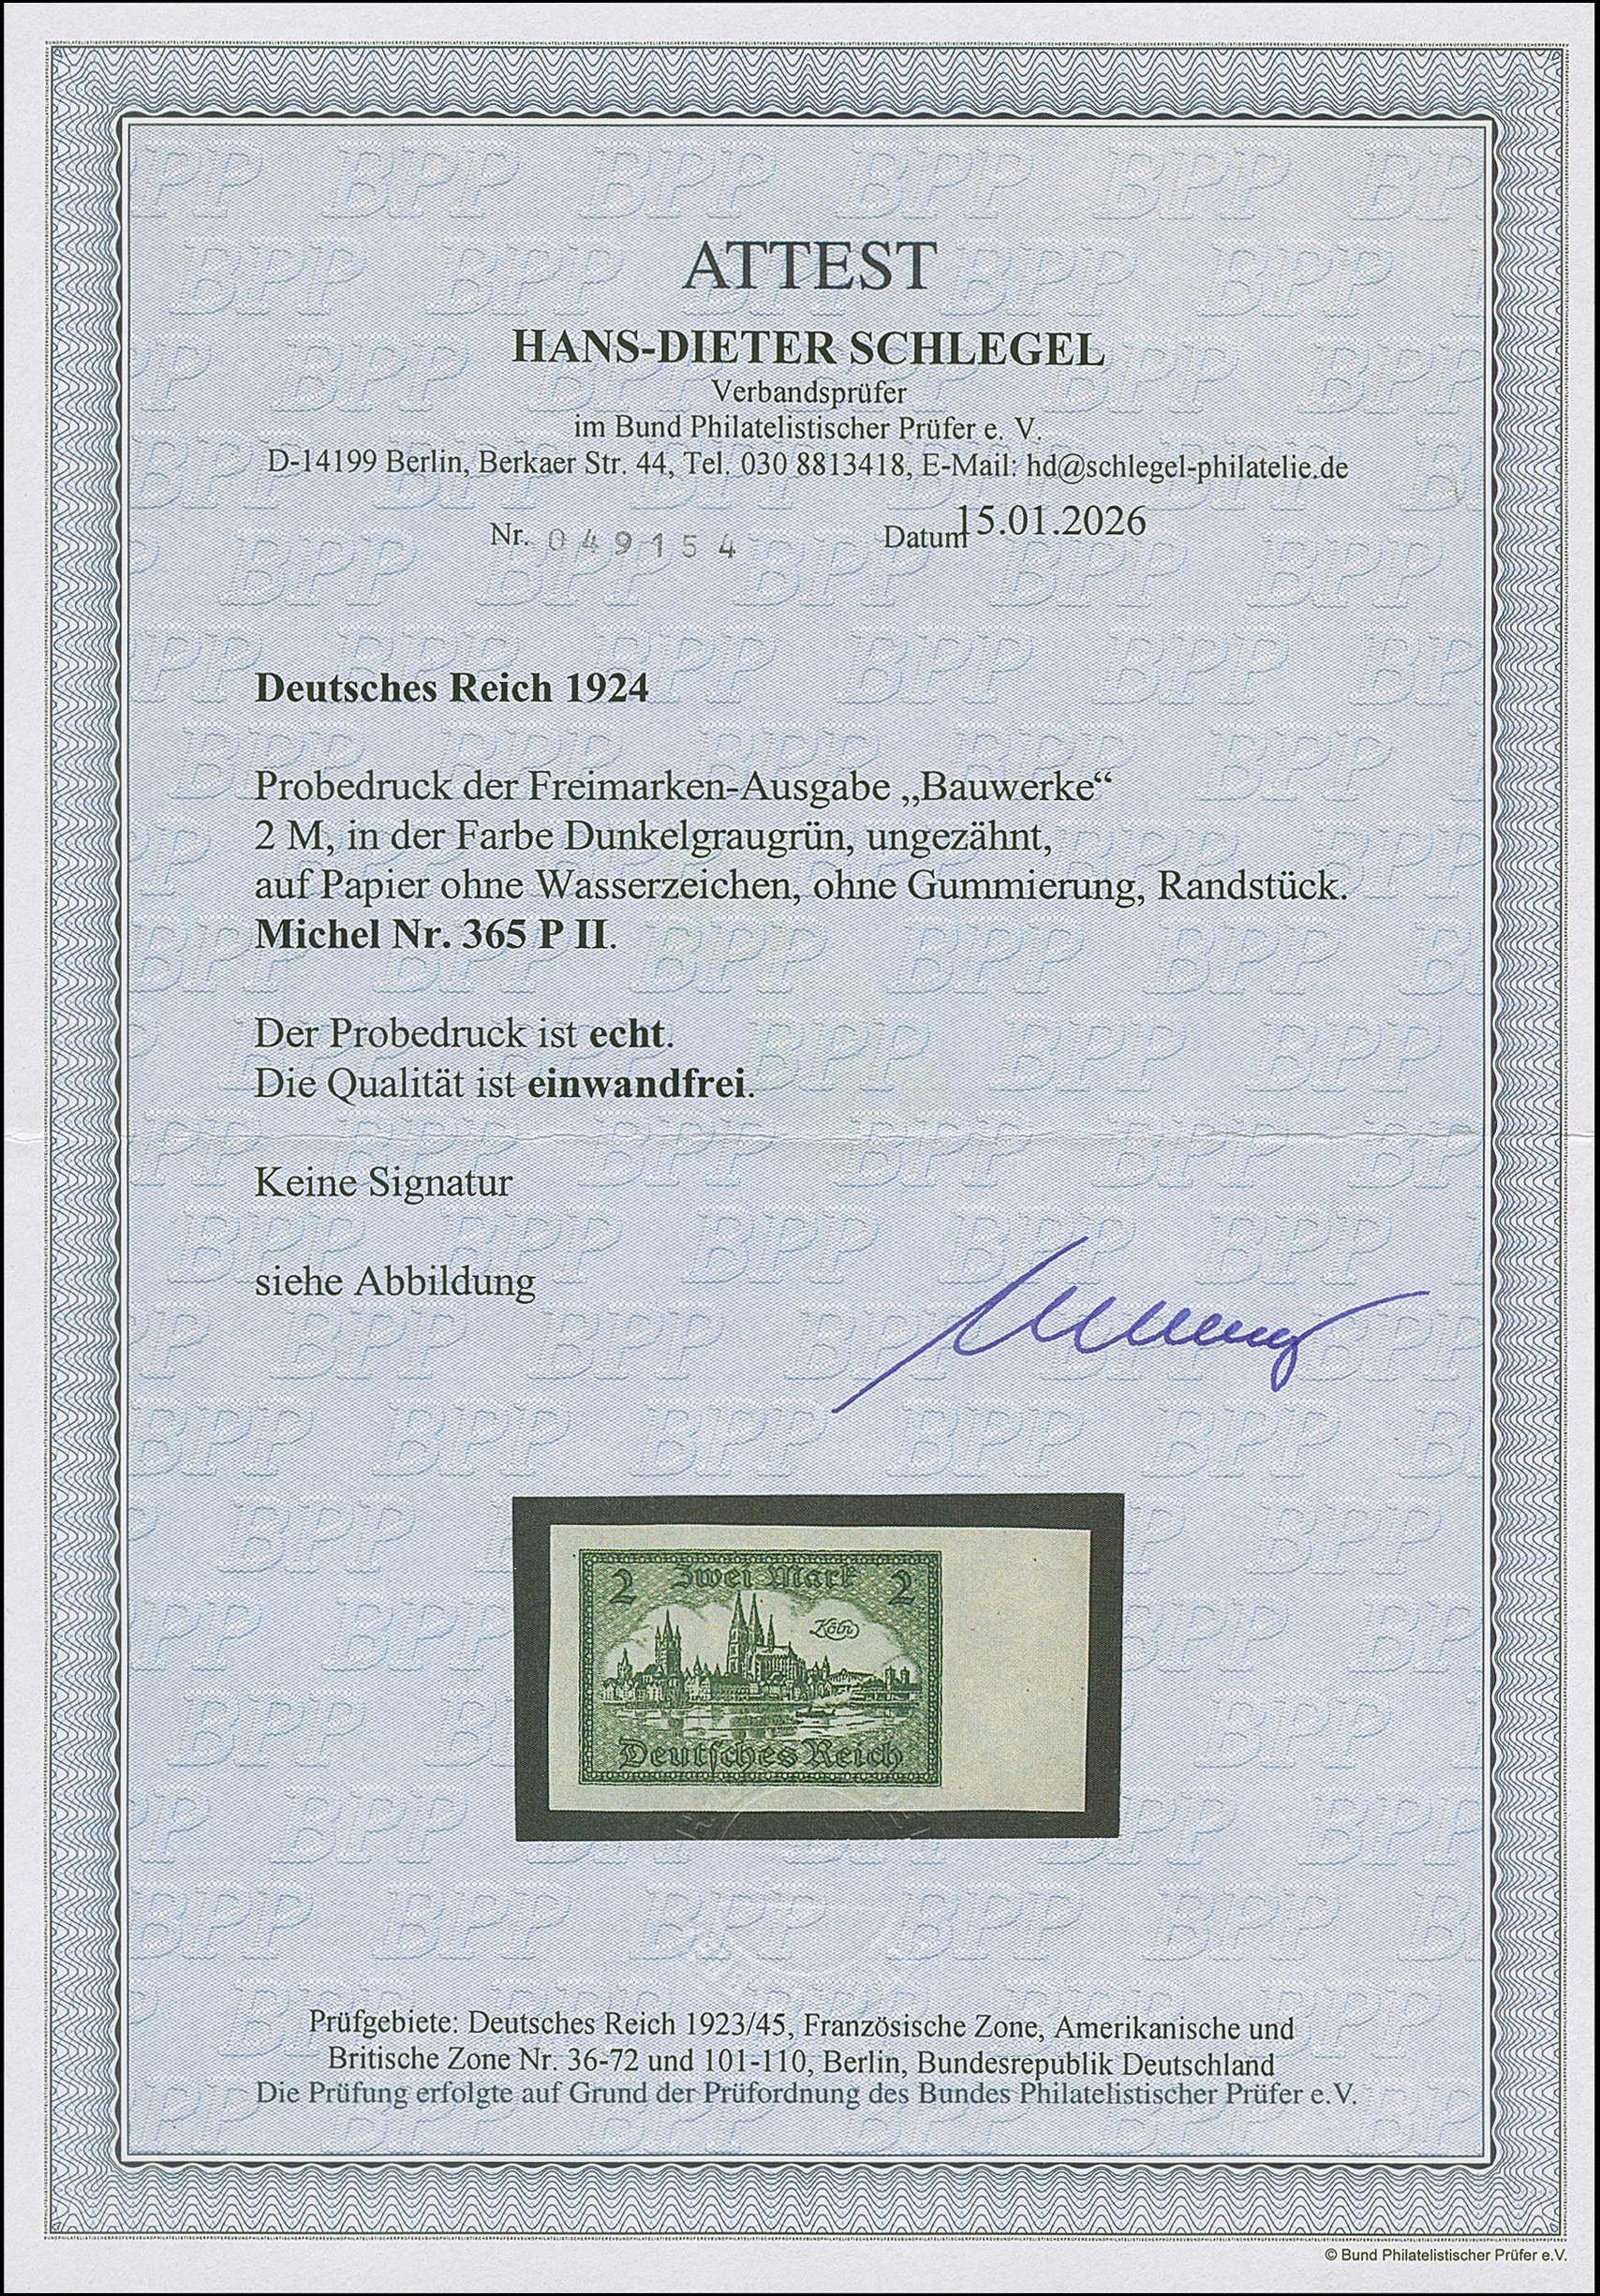 ATTEST
HANS-DIETER SCHLEGEL
Verbandsprüfer
im Bund Philatelistischer Prüfer e. V.
D-14199 Berlin, Berkaer Str. 44, Tel. 030 8813418, E-Mail: hd@schlegel-philatelie.de
Nr. 049154 Datum 15.01.2026
Deutsches Reich 1924
Probedruck der Freimarken-Ausgabe „Bauwerke“
2 M, in der Farbe Dunkelgraugrün, ungezähnt,
auf Papier ohne Wasserzeichen, ohne Gummierung, Randstück.
Michel Nr. 365 P II.
Der Probedruck ist echt.
Die Qualität ist einwandfrei.
Keine Signatur
siehe Abbildung
2 Zwei Mark 2
Köln
Deutsches Reich
Prüfgebiete: Deutsches Reich 1923/45, Französische Zone, Amerikanische und
Britische Zone Nr. 36-72 und 101-110, Berlin, Bundesrepublik Deutschland
Die Prüfung erfolgte auf Grund der Prüfordnung des Bundes Philatelistischer Prüfer e.V.
© Bund Philatelistischer Prüfer e.V.